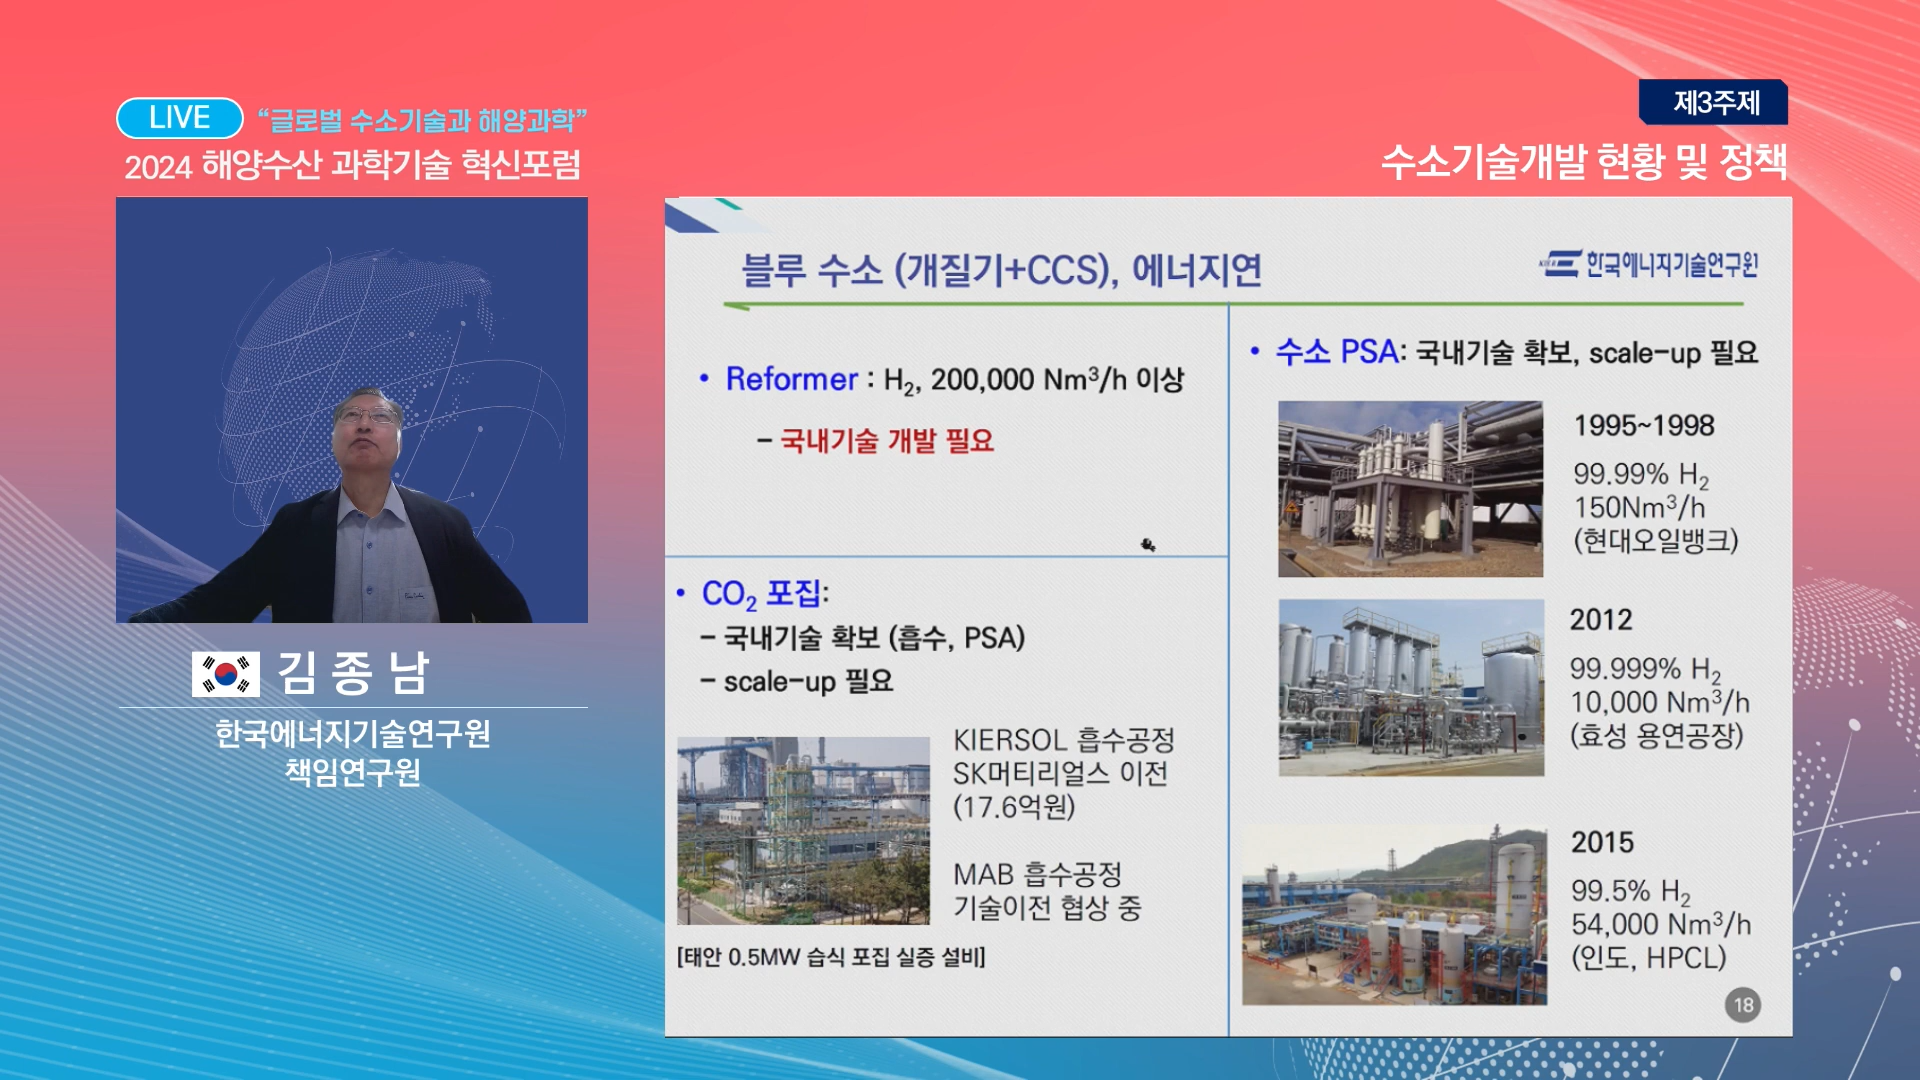 LIVE
“글로벌 수소기술과 해양과학”
2024 해양수산 과학기술 혁신포럼
제3주제
수소기술개발 현황 및 정책
김종남
한국에너지기술연구원
책임연구원
블루 수소 (개질기+CCS), 에너지연
한국에너지기술연구원
• Reformer : H₂, 200,000 Nm³/h 이상
– 국내기술 개발 필요
• CO₂ 포집:
– 국내기술 확보 (흡수, PSA)
– scale-up 필요
KIERSOL 흡수공정
SK머티리얼스 이전
(17.6억원)
MAB 흡수공정
기술이전 협상 중
[태안 0.5MW 습식 포집 실증 설비]
• 수소 PSA: 국내기술 확보, scale-up 필요
1995~1998
99.99% H₂
150Nm³/h
(현대오일뱅크)
2012
99.999% H₂
10,000 Nm³/h
(효성 용연공장)
2015
99.5% H₂
54,000 Nm³/h
(인도, HPCL)
18